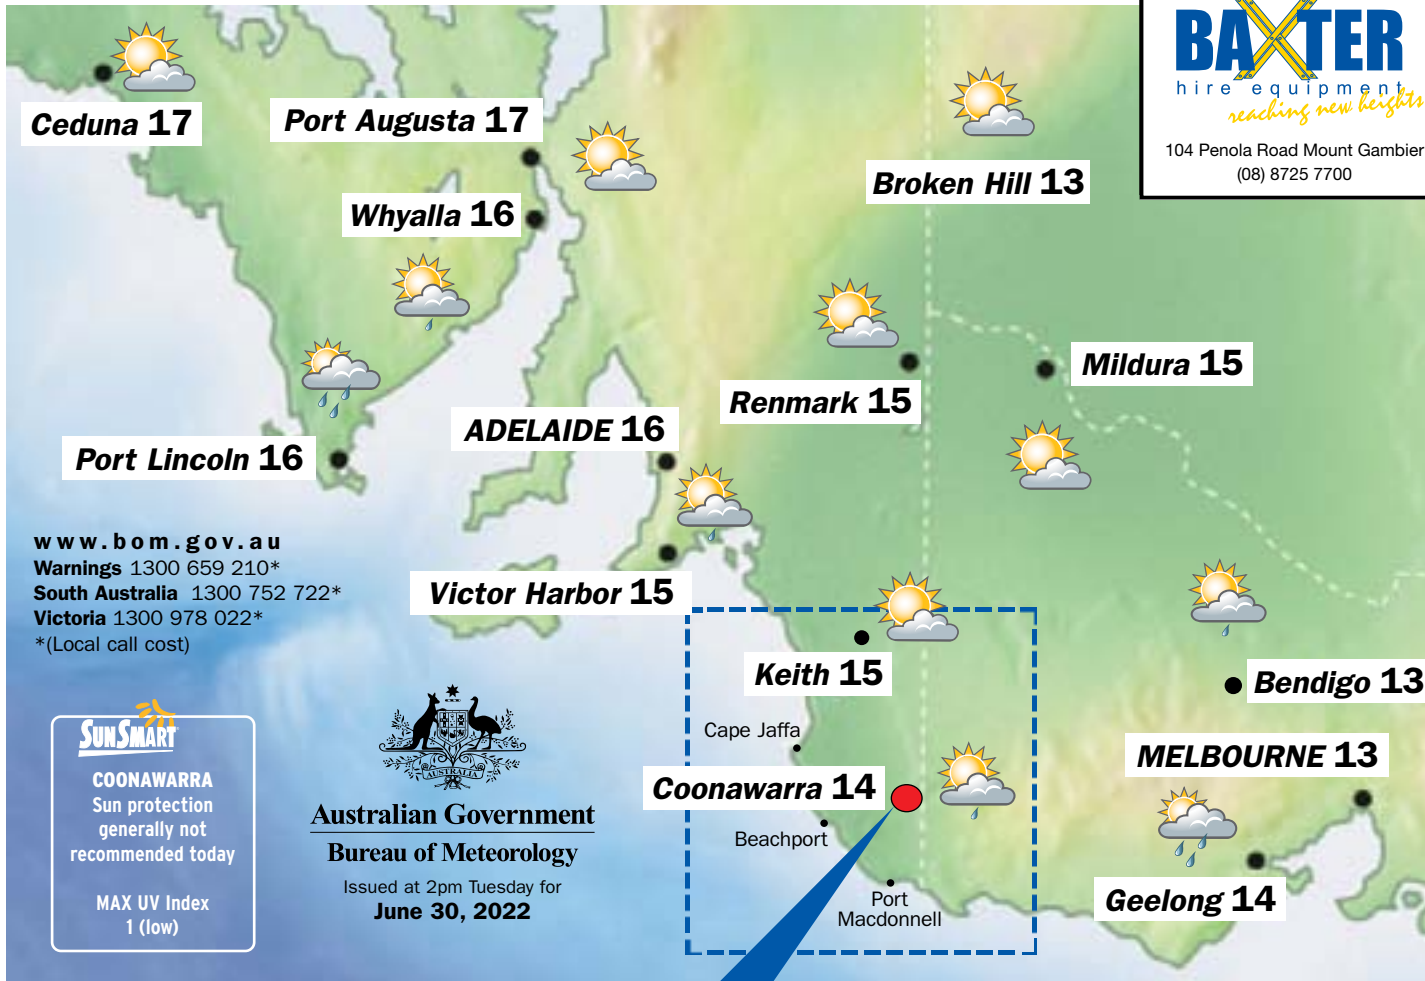 BAXTER
hire equipment
reaching new heights
104 Penola Road Mount Gambier
(08) 8725 7700
Ceduna 17
Port Augusta 17
Whyalla 16
Broken Hill 13
Renmark 15
Mildura 15
ADELAIDE 16
Port Lincoln 16
Victor Harbor 15
www.bom.gov.au
Warnings 1300 659 210*
South Australia 1300 752 722*
Victoria 1300 978 022*
*(Local call cost)
Keith 15
Bendigo 13
Cape Jaffa
MELBOURNE 13
Coonawarra 14
Beachport
Port
Macdonnell
Geelong 14
SUNSMART
COONAWARRA
Sun protection
generally not
recommended today
MAX UV Index
1 (low)
AUSTRALIA
Australian Government
Bureau of Meteorology
Issued at 2pm Tuesday for
June 30, 2022